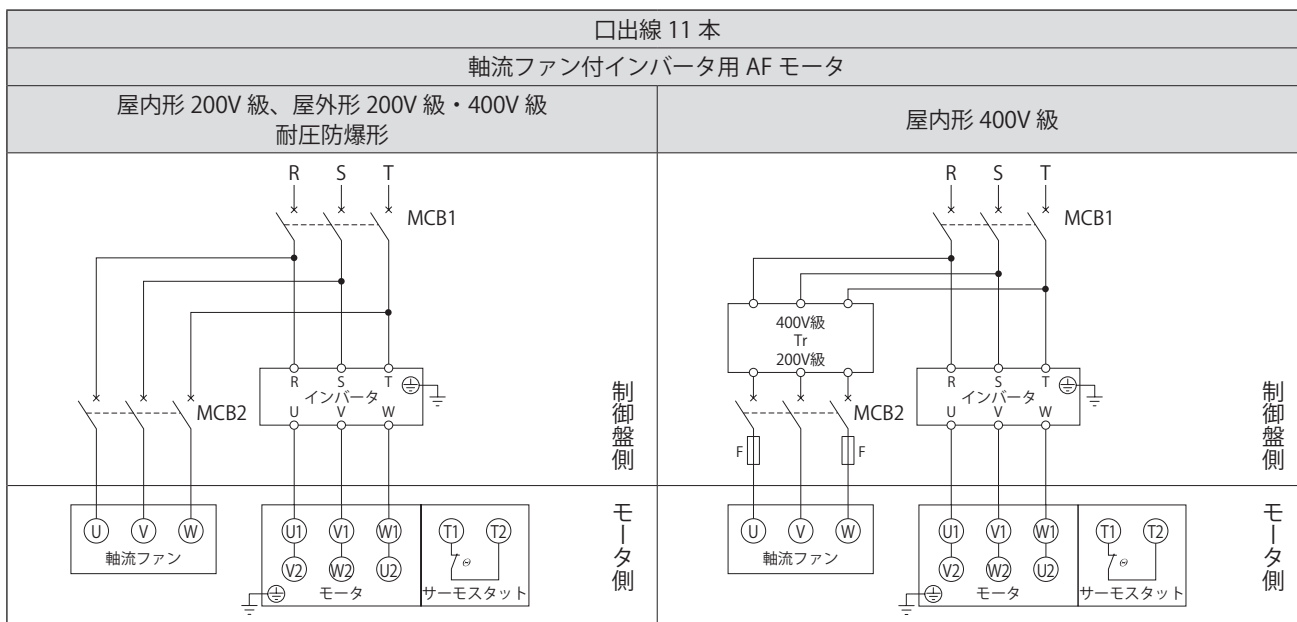 口出線 11 本
軸流ファン付インバータ用 AF モータ
屋内形 200V 級、屋外形 200V 級・400V 級
耐圧防爆形
R S T
MCB1
R S T
インバータ
U V W
MCB2
制御盤側
U V W
軸流ファン
U1 V1 W1
V2 W2 U2
モータ
T1 T2
Θ
サーモスタット
モータ側
屋内形 400V 級
R S T
MCB1
400V級
Tr
200V級
R S T
インバータ
U V W
MCB2
F F
制御盤側
U V W
軸流ファン
U1 V1 W1
V2 W2 U2
モータ
T1 T2
Θ
サーモスタット
モータ側